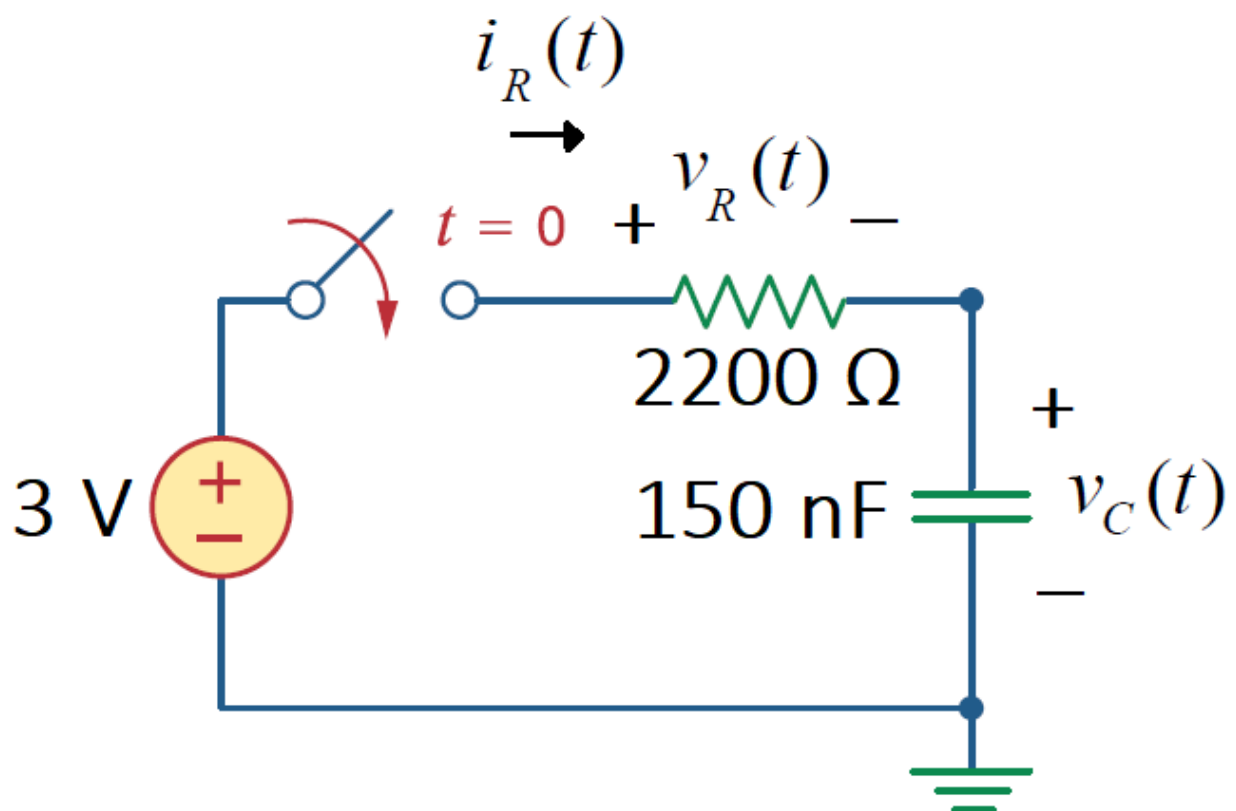 i_R(t)
v_R(t)
t = 0
+
−
2200 Ω
+
3 V
+
−
150 nF
v_C(t)
−